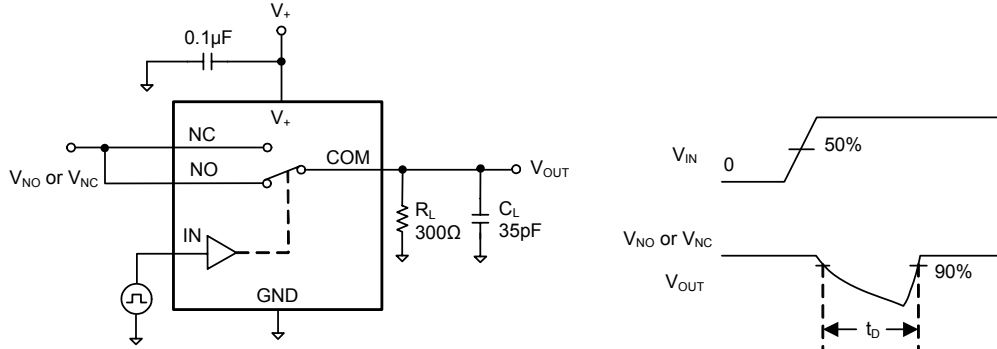 V+
0.1µF
V+
NC
NO
COM
VNO or VNC
VOUT
IN
RL
300Ω
CL
35pF
GND
VIN
0
50%
VNO or VNC
VOUT
90%
tD